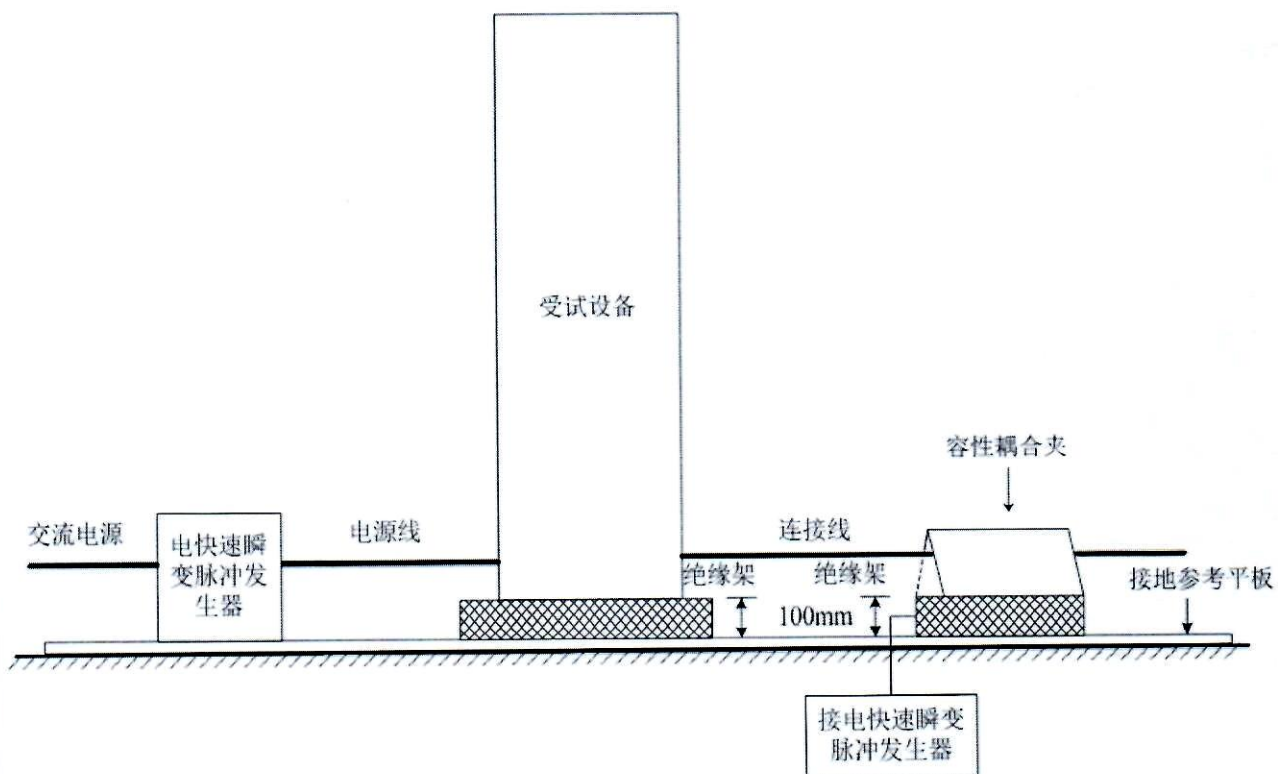 受试设备
容性耦合夹
交流电源
电快速瞬
变脉冲发
生器
电源线
连接线
绝缘架
绝缘架
100mm
接地参考平板
接电快速瞬变
脉冲发生器